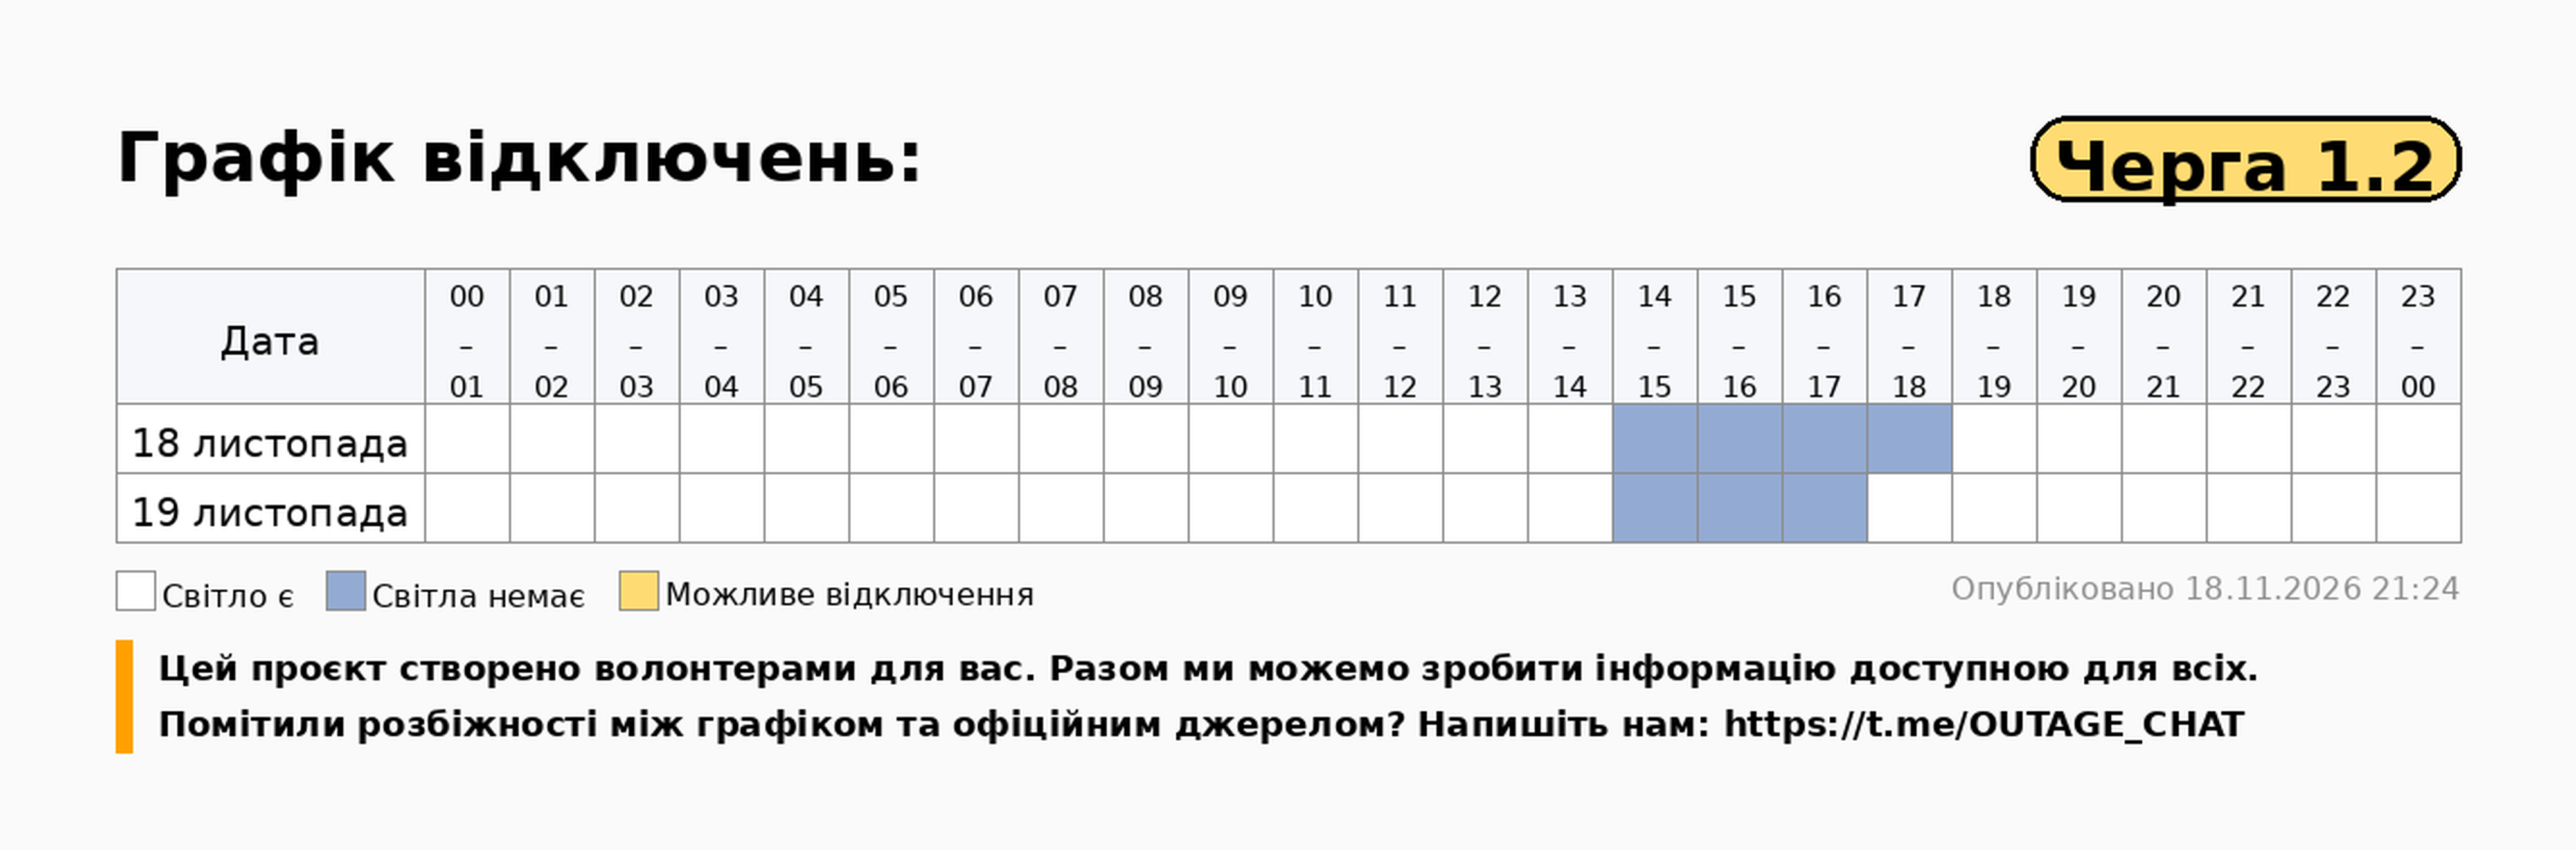 Графік відключень:
Черга 1.2
Дата 00 – 01 01 – 02 02 – 03 03 – 04 04 – 05 05 – 06 06 – 07 07 – 08 08 – 09 09 – 10 10 – 11 11 – 12 12 – 13 13 – 14 14 – 15 15 – 16 16 – 17 17 – 18 18 – 19 19 – 20 20 – 21 21 – 22 22 – 23 23 – 00
18 листопада
19 листопада
Світло є Світла немає Можливе відключення
Опубліковано 18.11.2026 21:24
Цей проєкт створено волонтерами для вас. Разом ми можемо зробити інформацію доступною для всіх.
Помітили розбіжності між графіком та офіційним джерелом? Напишіть нам: https://t.me/OUTAGE_CHAT